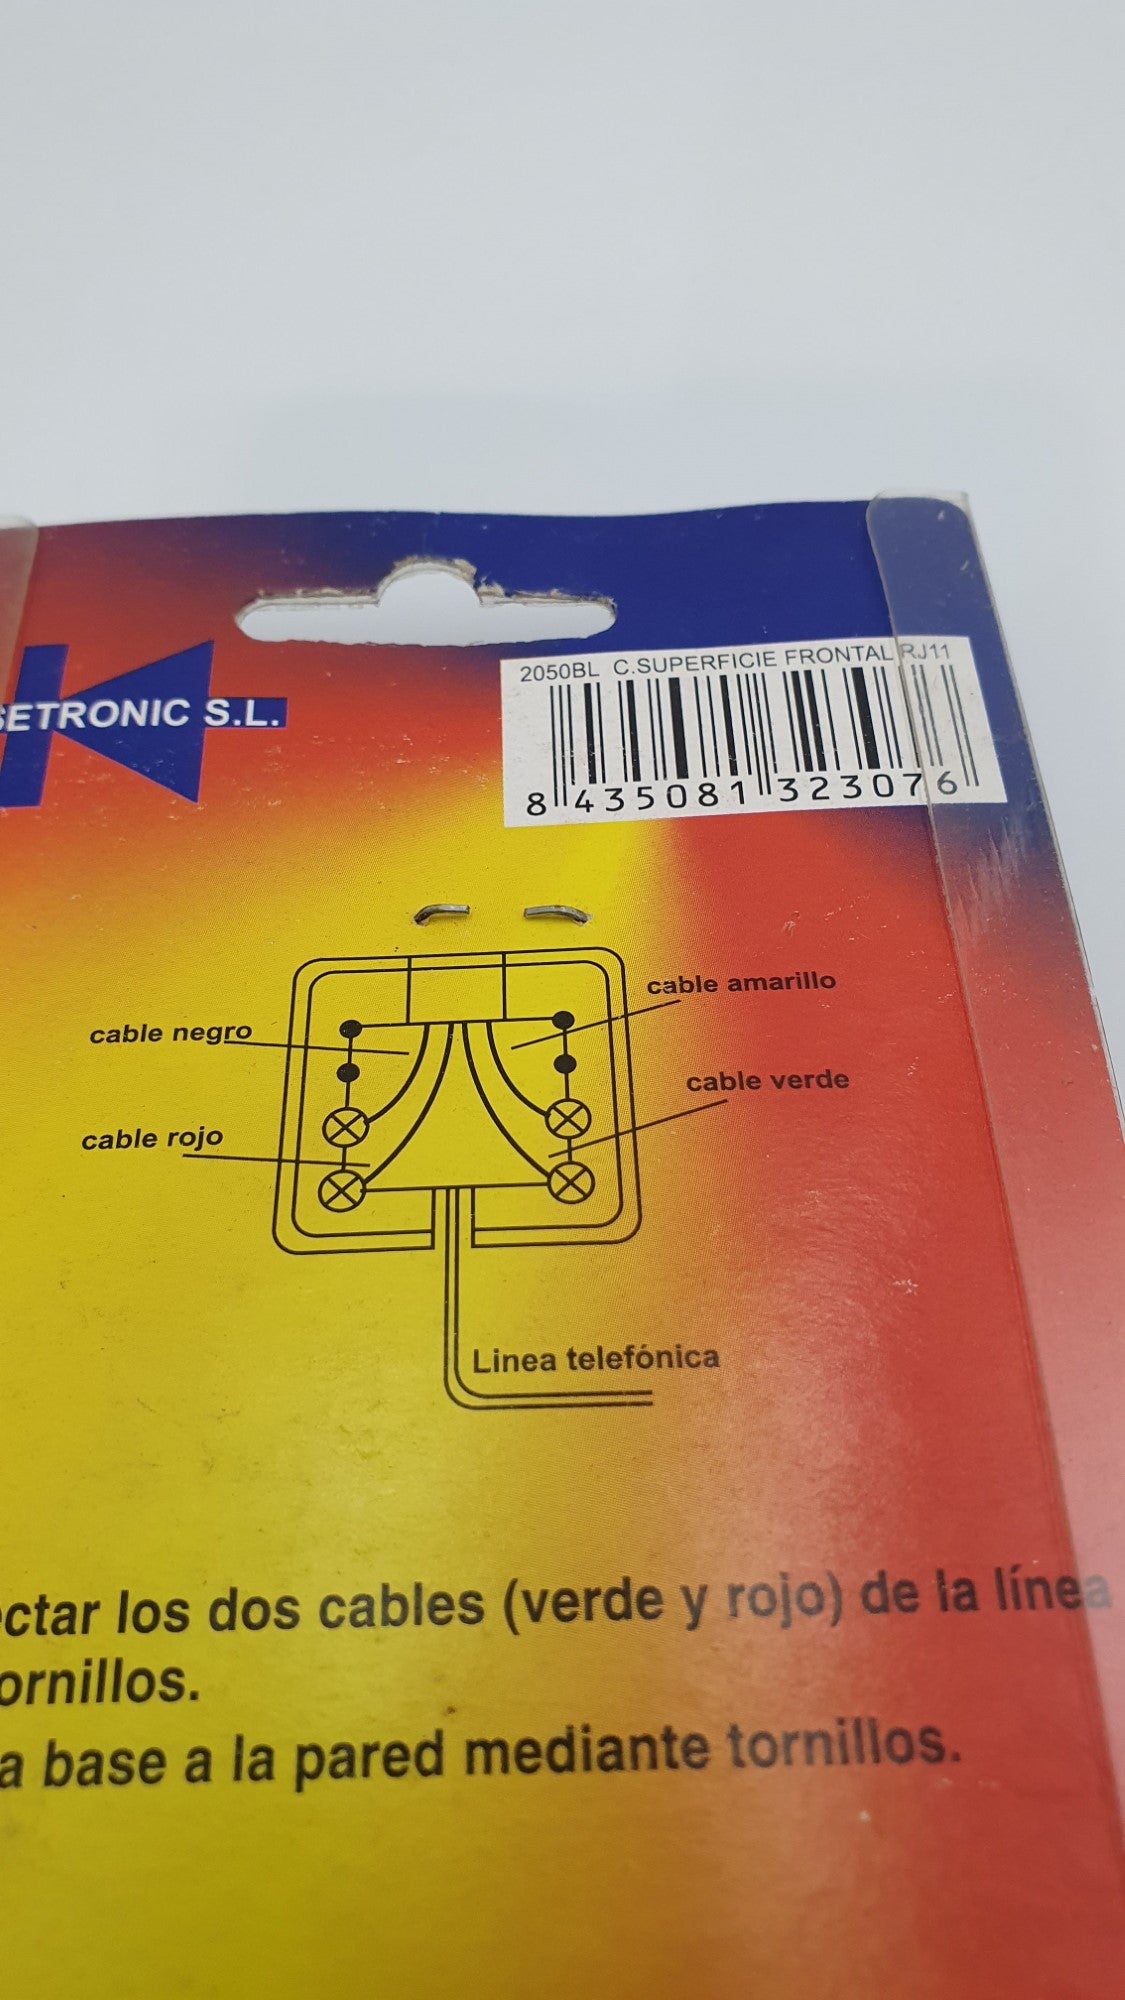 2050BL C.SUPERFICIE FRONTAL RJ11
SETRONIC S.L.
8 435081 323076
cable amarillo
cable negro
cable verde
cable rojo
Linea telefónica
ctar los dos cables (verde y rojo) de la línea
ornillos.
a base a la pared mediante tornillos.